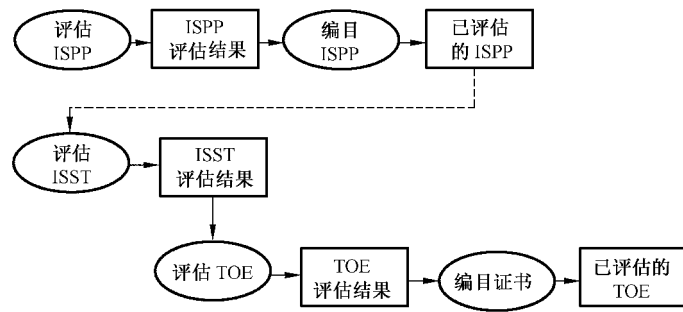 评估
ISPP
ISPP
评估结果
编目
ISPP
已评估
的 ISPP
评估
ISST
ISST
评估结果
评估 TOE
TOE
评估结果
编目证书
已评估的
TOE